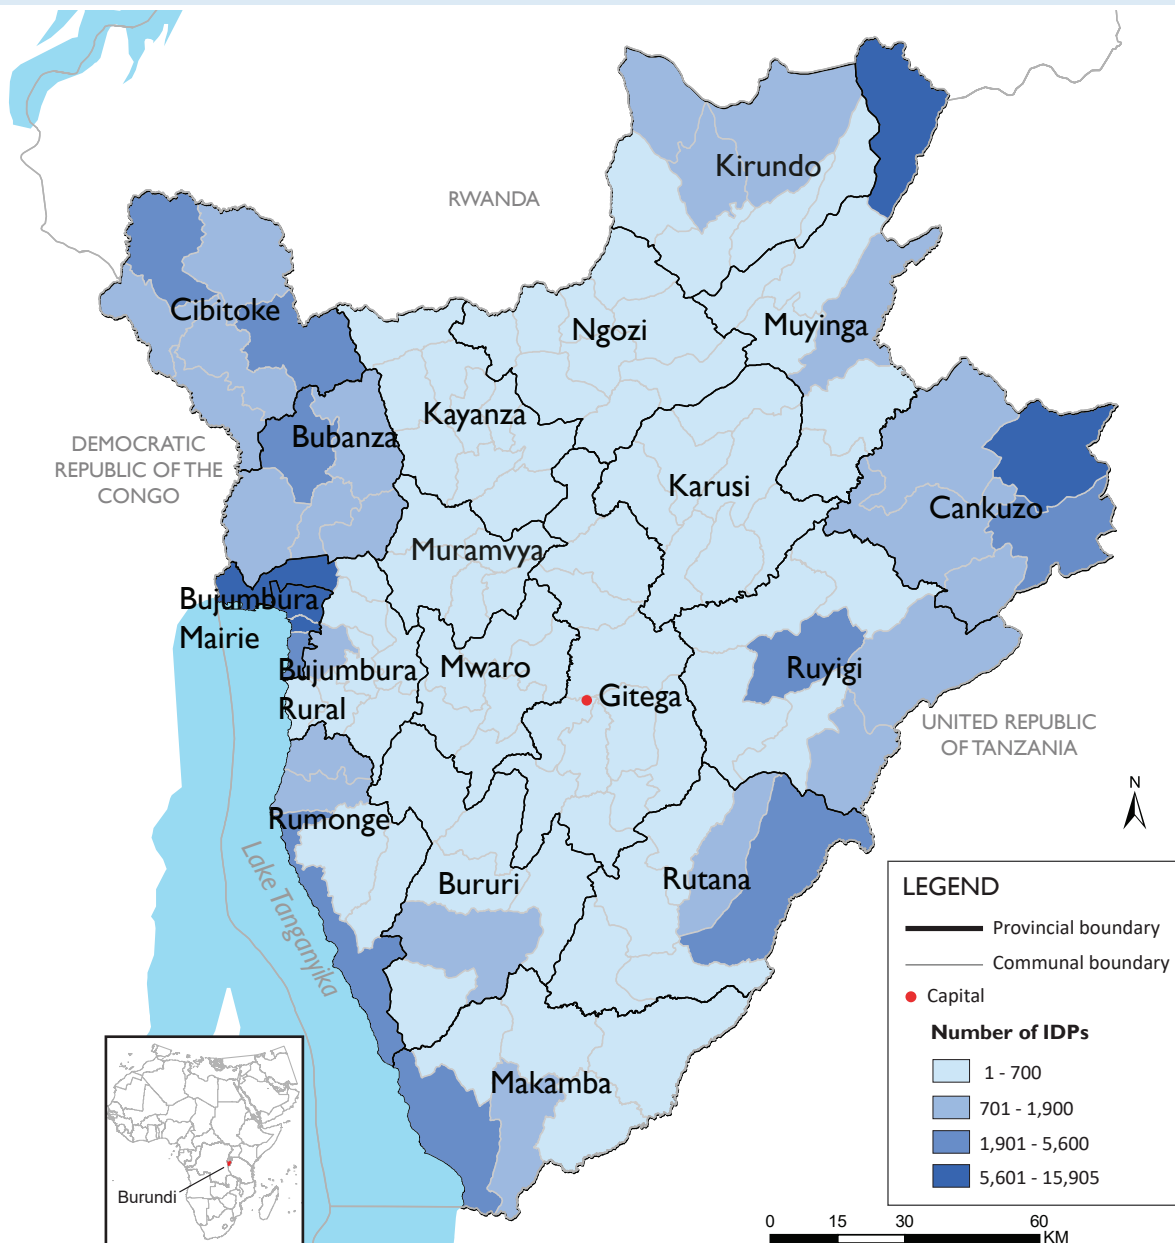 Kirundo
RWANDA
Cibitoke
Ngozi
Muyinga
Kayanza
Bubanza
DEMOCRATIC
REPUBLIC OF THE
CONGO
Karusi
Cankuzo
Muramvya
Bujumbura
Mairie
Bujumbura
Rural
Mwaro
Gitega
Ruyigi
UNITED REPUBLIC
OF TANZANIA
N
Rumonge
Lake Tanganyika
Bururi
Rutana
Makamba
LEGEND
Provincial boundary
Communal boundary
Capital
Number of IDPs
1 - 700
701 - 1,900
1,901 - 5,600
5,601 - 15,905
Burundi
0 15 30 60
KM